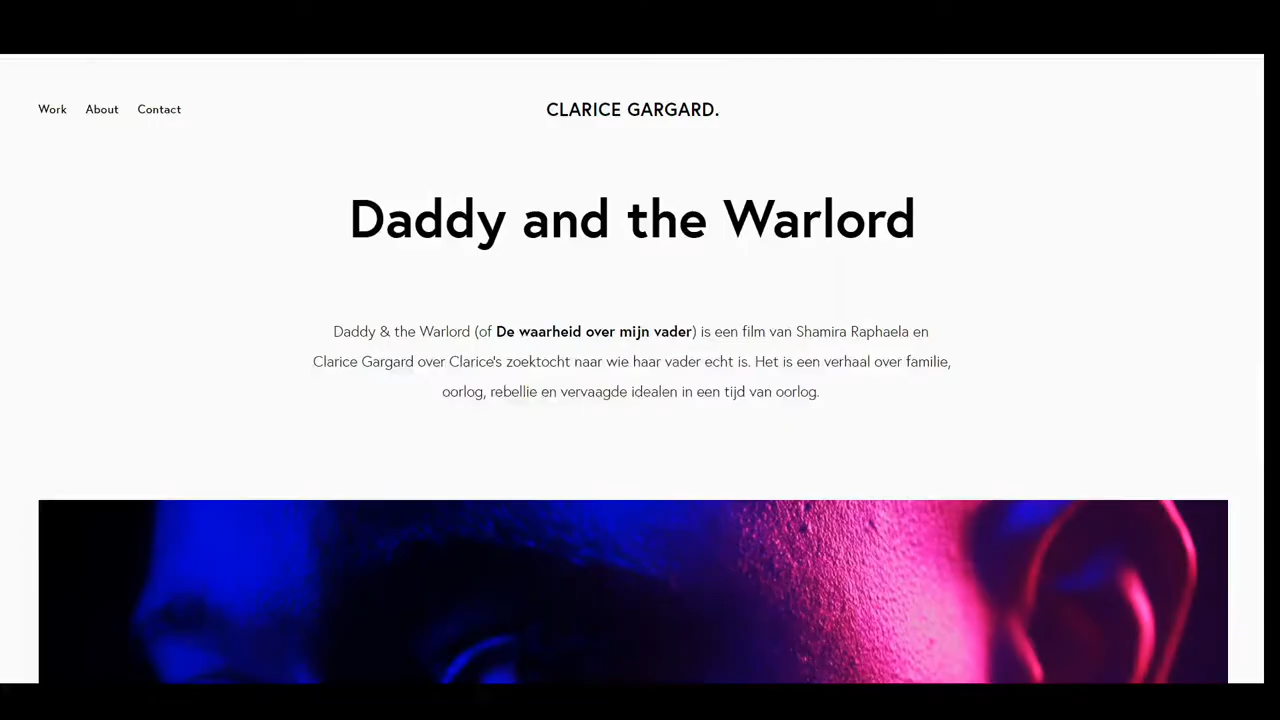 Work About Contact
CLARICE GARGARD.
Daddy and the Warlord
Daddy & the Warlord (of De waarheid over mijn vader) is een film van Shamira Raphaela en
Clarice Gargard over Clarice's zoektocht naar wie haar vader echt is. Het is een verhaal over familie,
oorlog, rebellie en vervaagde idealen in een tijd van oorlog.